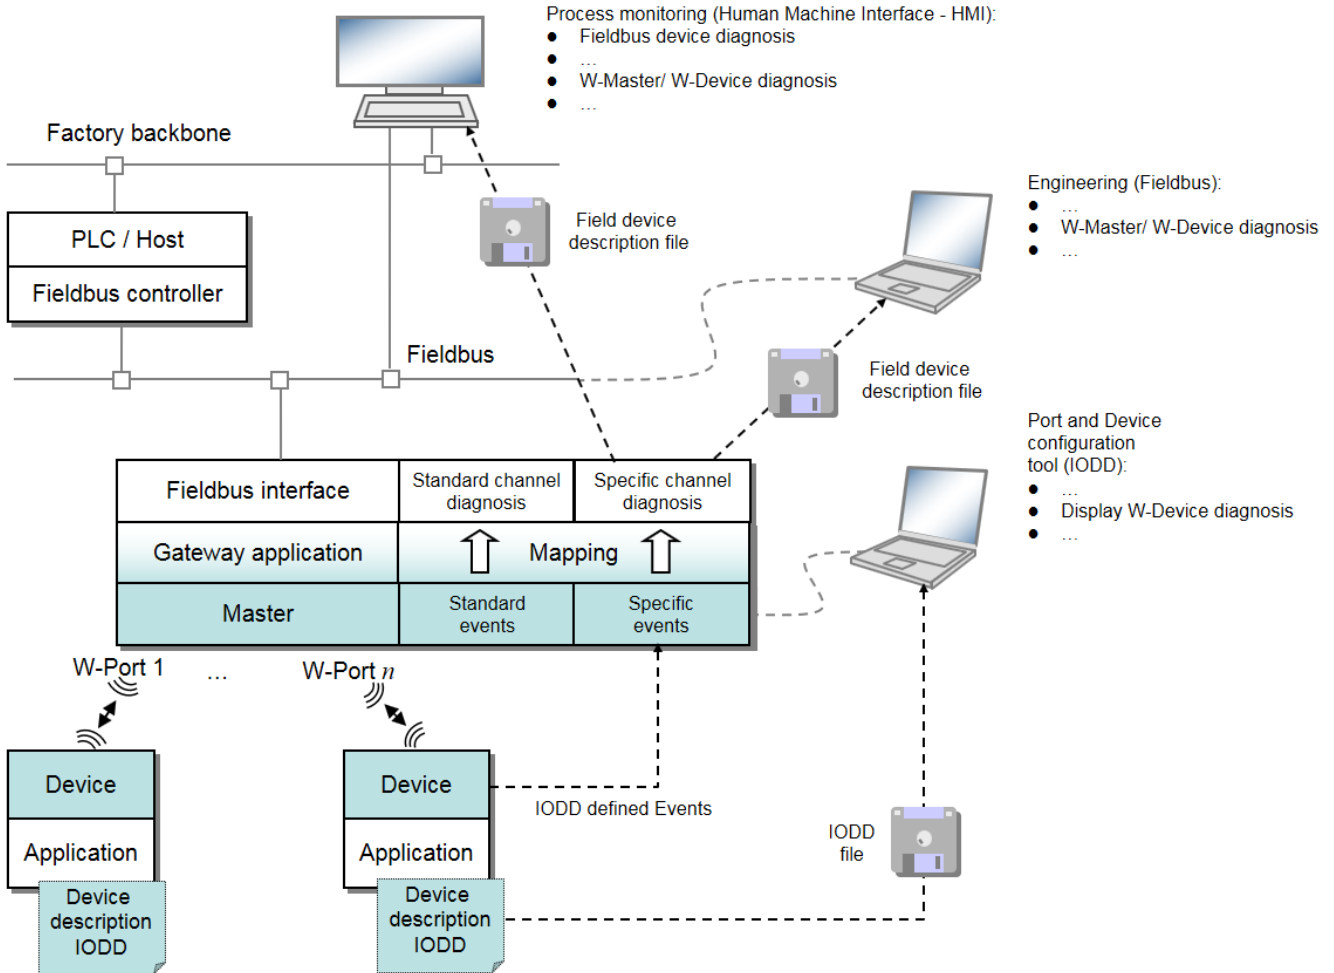 Process monitoring (Human Machine Interface - HMI):
● Fieldbus device diagnosis
● ...
● W-Master/ W-Device diagnosis
● ...
Factory backbone
Engineering (Fieldbus):
● ...
● W-Master/ W-Device diagnosis
● ...
Field device
description file
PLC / Host
Fieldbus controller
Fieldbus
Field device
description file
Port and Device
configuration
tool (IODD):
● ...
● Display W-Device diagnosis
● ...
Fieldbus interface
Standard channel
diagnosis
Specific channel
diagnosis
Gateway application
Mapping
Master
Standard
events
Specific
events
W-Port 1
...
W-Port n
Device
Device
IODD defined Events
Application
Application
IODD
file
Device
description
IODD
Device
description
IODD